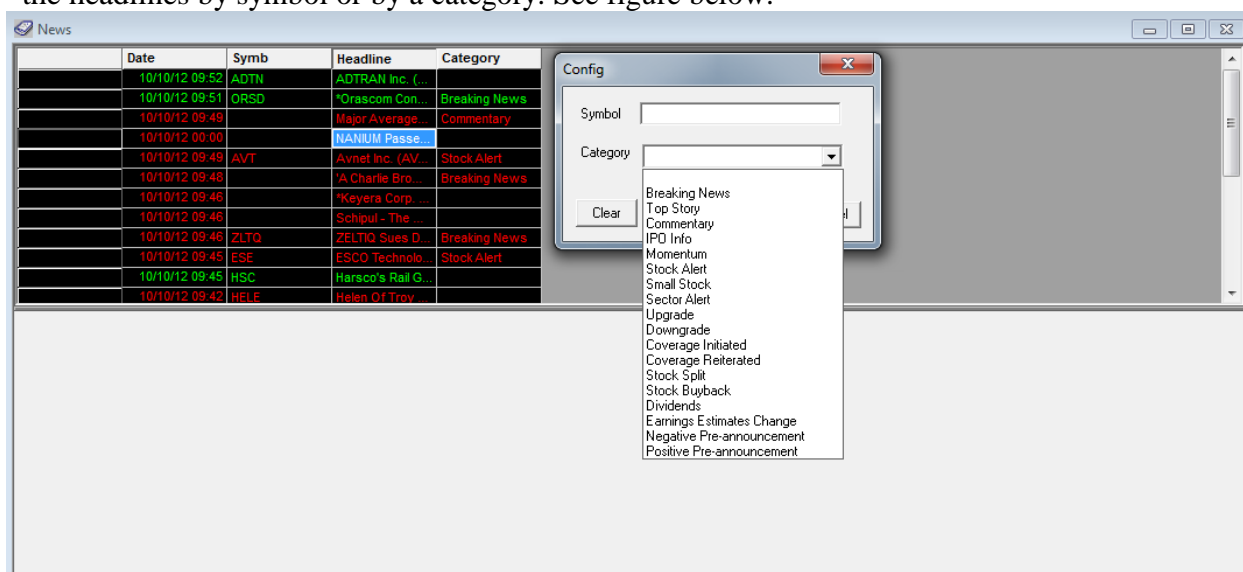 the headlines by symbol or by a category. See figure below.
News
Date Symb Headline Category
10/10/12 09:52 ADTN ADTRAN Inc. (...
10/10/12 09:51 ORSD *Orascom Con... Breaking News
10/10/12 09:49 Major Average... Commentary
10/10/12 00:00 NANIUM Passe...
10/10/12 09:49 AVT Avnet Inc. (AV... Stock Alert
10/10/12 09:48 'A Charlie Bro... Breaking News
10/10/12 09:46 *Keyera Corp. ...
10/10/12 09:46 Schipul - The ...
10/10/12 09:46 ZLTQ ZELTIQ Sues D... Breaking News
10/10/12 09:45 ESE ESCO Technolo... Stock Alert
10/10/12 09:45 HSC Harsco's Rail G...
10/10/12 09:42 HELE Helen Of Troy ...
Config
Symbol
Category
Clear
Breaking News
Top Story
Commentary
IPO Info
Momentum
Stock Alert
Small Stock
Sector Alert
Upgrade
Downgrade
Coverage Initiated
Coverage Reiterated
Stock Split
Stock Buyback
Dividends
Earnings Estimates Change
Negative Pre-announcement
Positive Pre-announcement